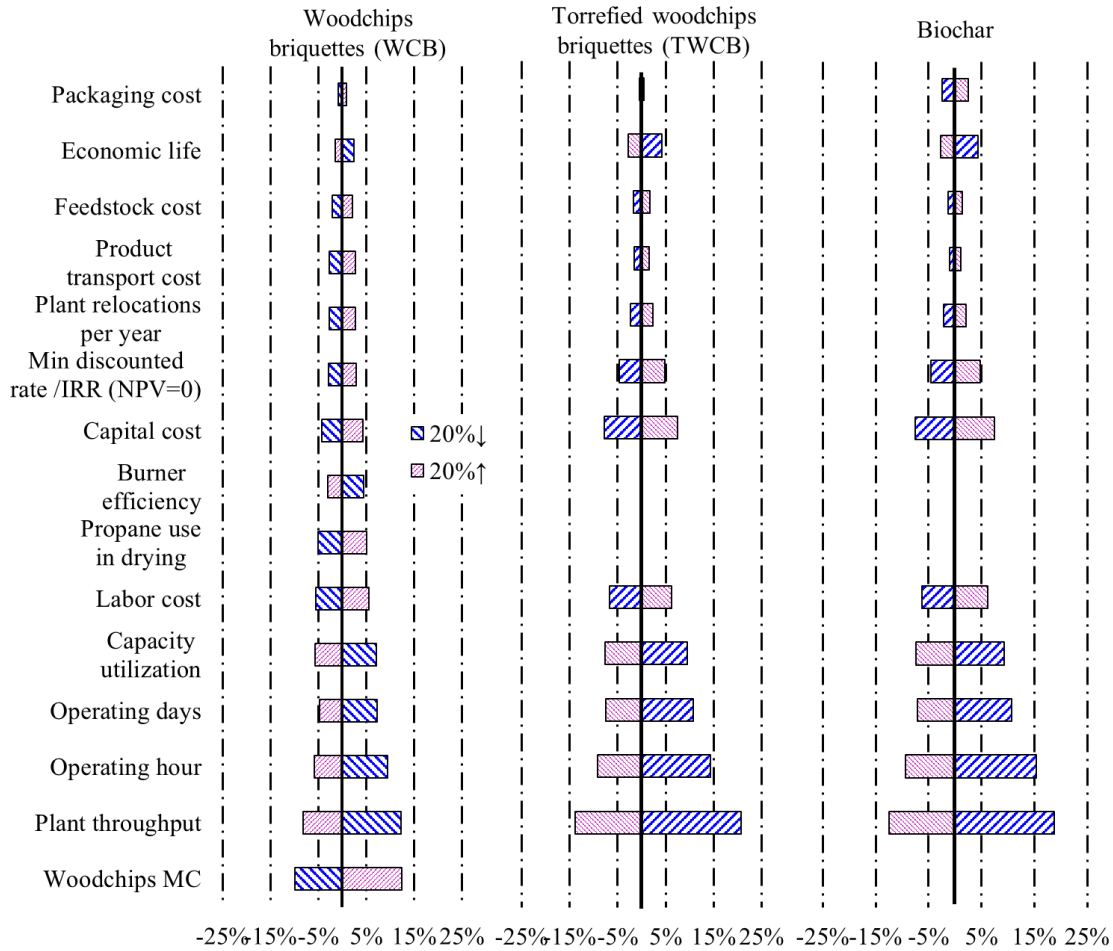 Woodchips
briquettes (WCB)
Torrefied woodchips
briquettes (TWCB)
Biochar
Packaging cost
Economic life
Feedstock cost
Product
transport cost
Plant relocations
per year
Min discounted
rate /IRR (NPV=0)
Capital cost
20%↓
20%↑
Burner
efficiency
Propane use
in drying
Labor cost
Capacity
utilization
Operating days
Operating hour
Plant throughput
Woodchips MC
-25% -15% -5% 5% 15% 25% -25% -15% -5% 5% 15% 25% -25% -15% -5% 5% 15% 25%